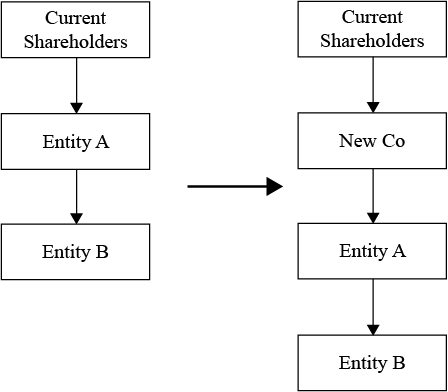 Current
Shareholders
Entity A
Entity B
Current
Shareholders
New Co
Entity A
Entity B